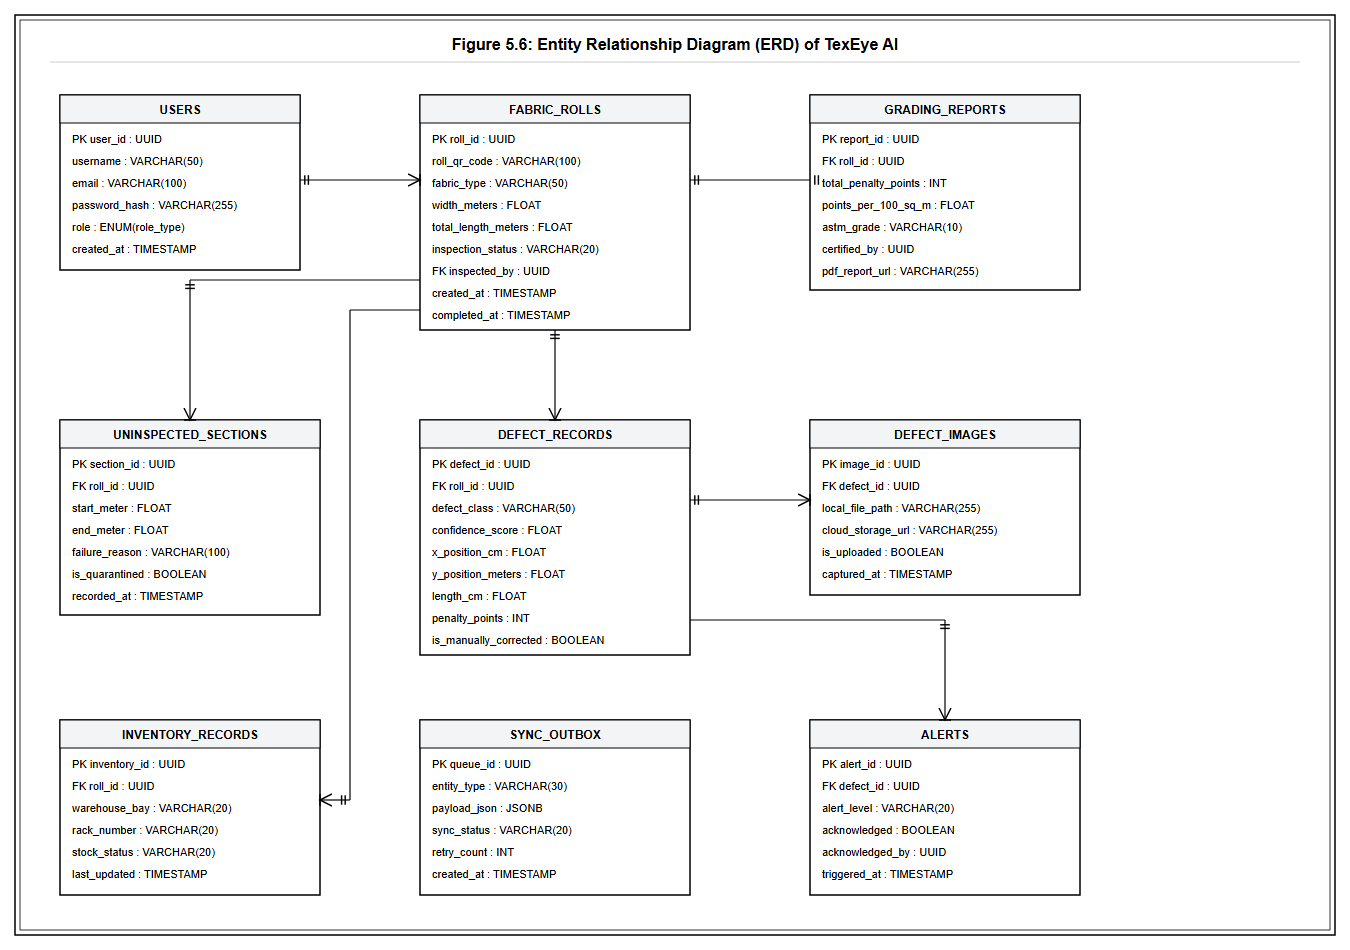 Figure 5.6: Entity Relationship Diagram (ERD) of TexEye AI
USERS
PK user_id : UUID
username : VARCHAR(50)
email : VARCHAR(100)
password_hash : VARCHAR(255)
role : ENUM(role_type)
created_at : TIMESTAMP
FABRIC_ROLLS
PK roll_id : UUID
roll_qr_code : VARCHAR(100)
fabric_type : VARCHAR(50)
width_meters : FLOAT
total_length_meters : FLOAT
inspection_status : VARCHAR(20)
FK inspected_by : UUID
created_at : TIMESTAMP
completed_at : TIMESTAMP
GRADING_REPORTS
PK report_id : UUID
FK roll_id : UUID
total_penalty_points : INT
points_per_100_sq_m : FLOAT
astm_grade : VARCHAR(10)
certified_by : UUID
pdf_report_url : VARCHAR(255)
UNINSPECTED_SECTIONS
PK section_id : UUID
FK roll_id : UUID
start_meter : FLOAT
end_meter : FLOAT
failure_reason : VARCHAR(100)
is_quarantined : BOOLEAN
recorded_at : TIMESTAMP
DEFECT_RECORDS
PK defect_id : UUID
FK roll_id : UUID
defect_class : VARCHAR(50)
confidence_score : FLOAT
x_position_cm : FLOAT
y_position_meters : FLOAT
length_cm : FLOAT
penalty_points : INT
is_manually_corrected : BOOLEAN
DEFECT_IMAGES
PK image_id : UUID
FK defect_id : UUID
local_file_path : VARCHAR(255)
cloud_storage_url : VARCHAR(255)
is_uploaded : BOOLEAN
captured_at : TIMESTAMP
INVENTORY_RECORDS
PK inventory_id : UUID
FK roll_id : UUID
warehouse_bay : VARCHAR(20)
rack_number : VARCHAR(20)
stock_status : VARCHAR(20)
last_updated : TIMESTAMP
SYNC_OUTBOX
PK queue_id : UUID
entity_type : VARCHAR(30)
payload_json : JSONB
sync_status : VARCHAR(20)
retry_count : INT
created_at : TIMESTAMP
ALERTS
PK alert_id : UUID
FK defect_id : UUID
alert_level : VARCHAR(20)
acknowledged : BOOLEAN
acknowledged_by : UUID
triggered_at : TIMESTAMP